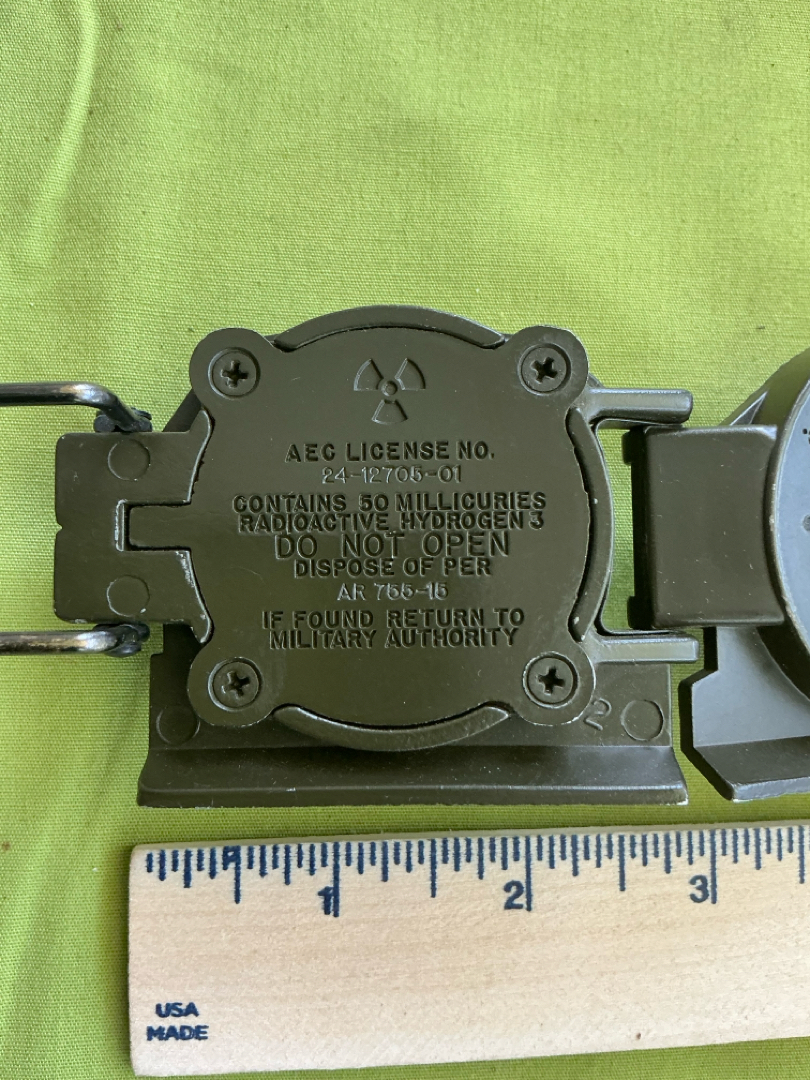 AEC LICENSE NO.
24-12705-01
CONTAINS 50 MILLICURIES
RADIOACTIVE HYDROGEN 3
DO NOT OPEN
DISPOSE OF PER
AR 755-15
IF FOUND RETURN TO
MILITARY AUTHORITY
2
1 2 3
USA
MADE